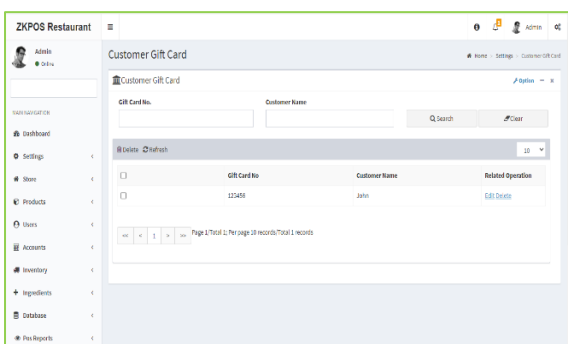 ZKPOS Restaurant
Admin
Admin
Online
Customer Gift Card
Home > Settings > Customer Gift Card
Customer Gift Card
Option
Gift Card No.
Customer Name
Search
Clear
MAIN NAVIGATION
Dashboard
Settings
Store
Products
Users
Accounts
Inventory
Ingredients
Database
Pos Reports
Delete Refresh
10
Gift Card No Customer Name Related Operation
123456 John Edit Delete
<< < 1 > >> Page 1/Total 1; Per page 10 records/Total 1 records